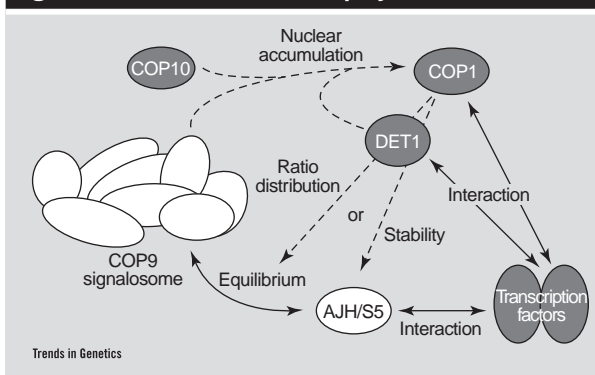 Nuclear
accumulation
COP10
COP1
DET1
Ratio
distribution
Interaction
or
Stability
COP9
signalosome
Equilibrium
AJH/S5
Interaction
Transcription
factors
Trends in Genetics